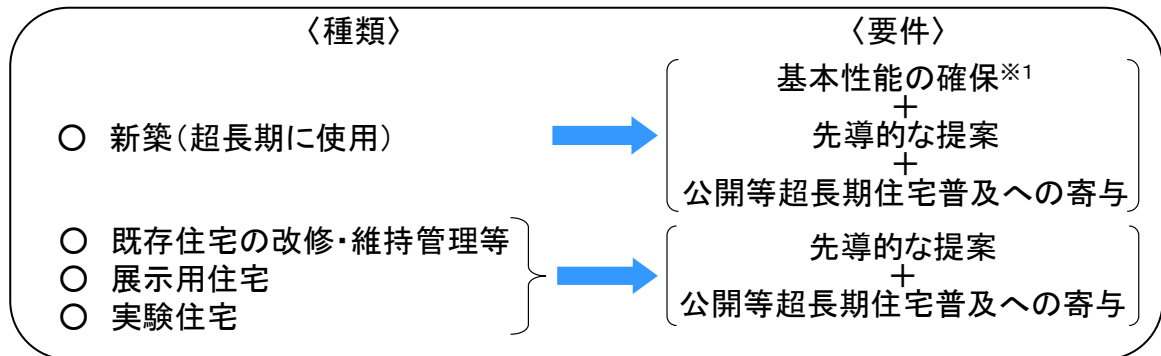 〈種類〉 〈要件〉
○ 新築(超長期に使用)
基本性能の確保※1
+
先導的な提案
+
公開等超長期住宅普及への寄与
○ 既存住宅の改修・維持管理等
○ 展示用住宅
○ 実験住宅
先導的な提案
+
公開等超長期住宅普及への寄与